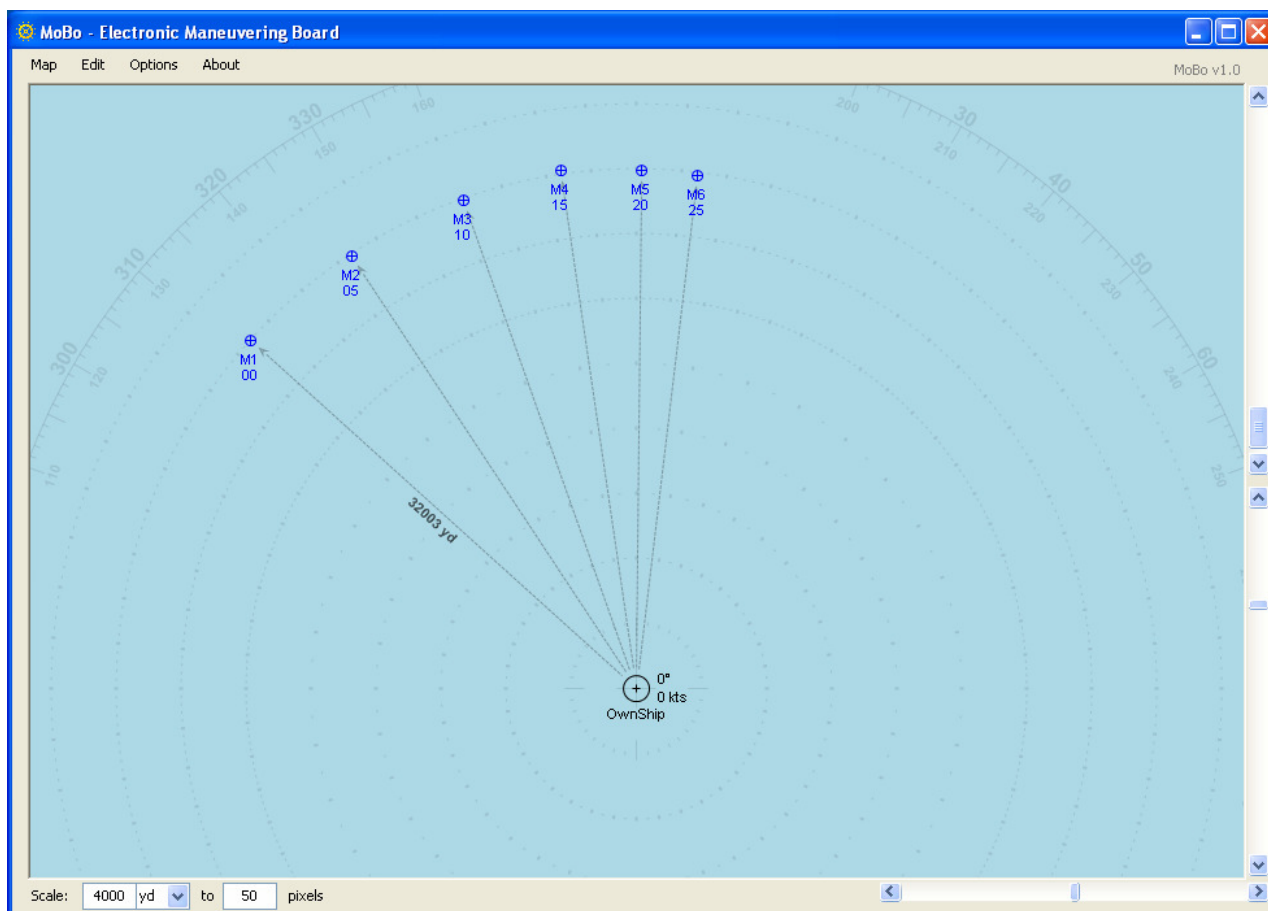 MoBo - Electronic Maneuvering Board
Map Edit Options About
MoBo v1.0
330
160
200
30
150
210
320
140
40
220
310
130
50
230
300
120
60
240
110
250
M1
00
M2
05
M3
10
M4
15
M5
20
M6
25
32003 yd
0°
0 kts
OwnShip
Scale: 4000 yd to 50 pixels